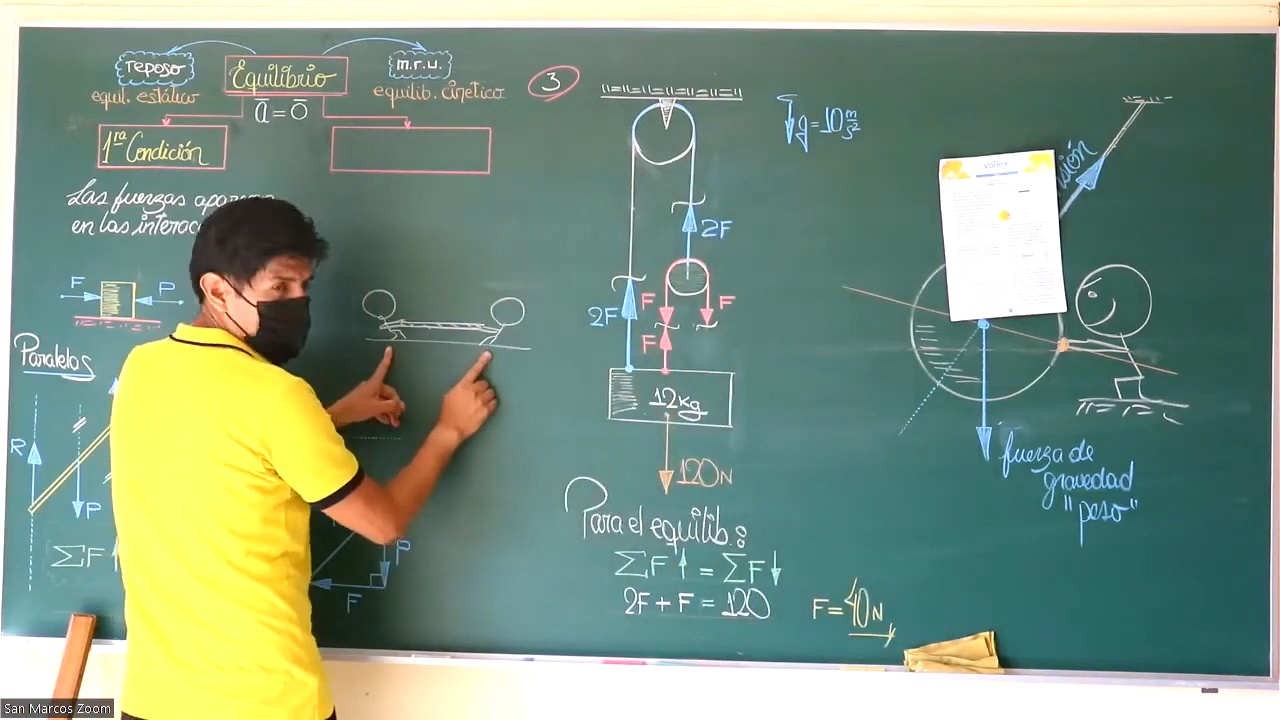 reposo
Equilibrio
m.r.u.
equil. estático
equilib. cinético
a̅ = 0̅
1ra Condición
Las fuerzas
en las
F
P
Paralelos
R
P
ΣF
P
F
3
g = 10 m/s²
2F
2F
F
F
F
12kg
120N
Para el equilib.:
ΣF↑ = ΣF↓
2F + F = 120
F = 40N
fuerza de
gravedad
"peso"
San Marcos Zoom